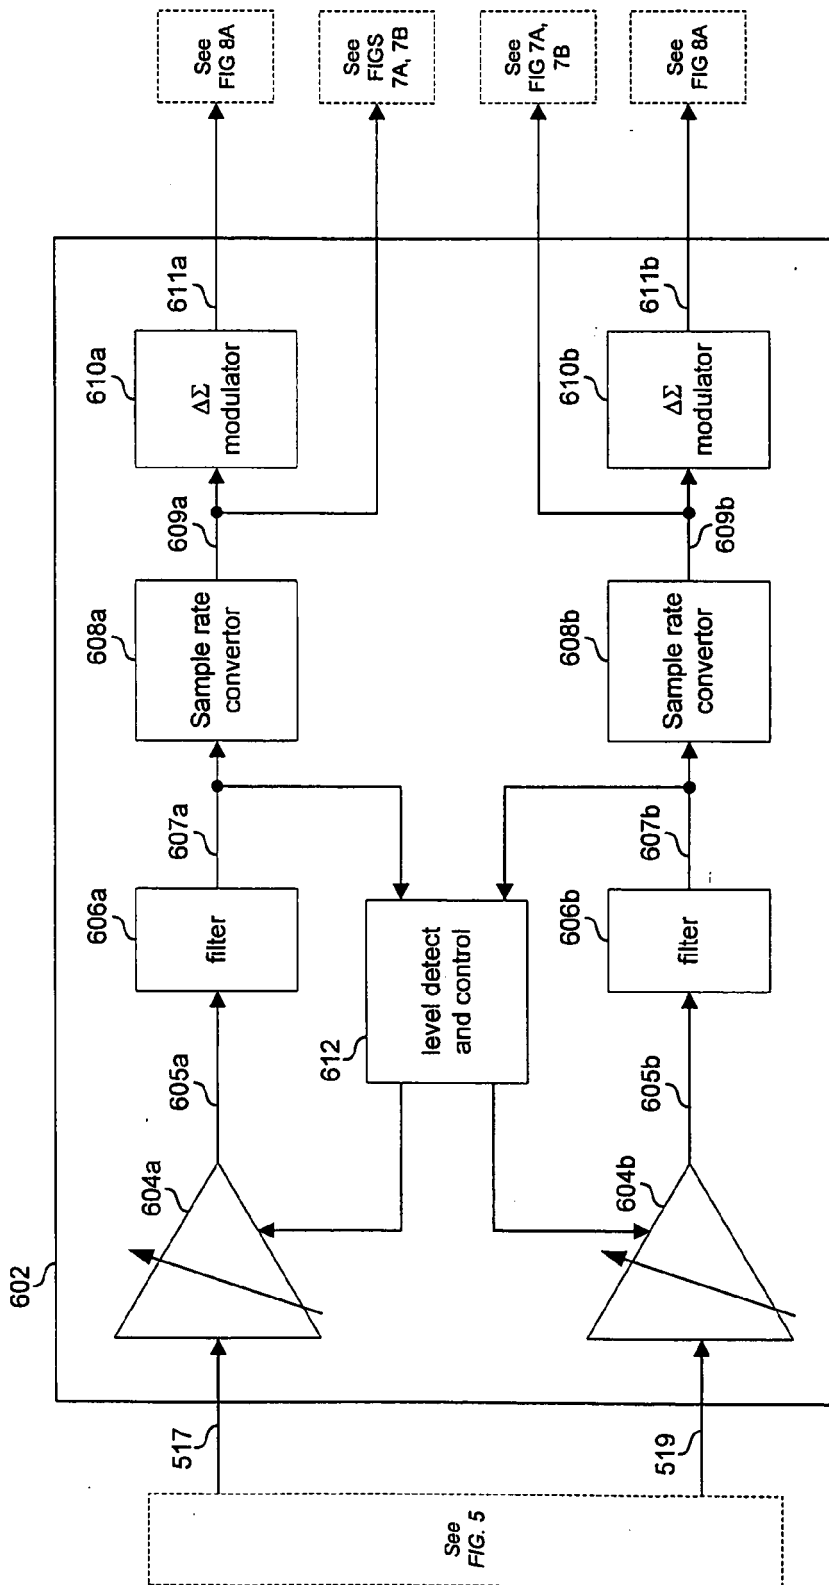 See
FIG. 5
517
519
602
604a
605a
606a
filter
607a
608a
Sample rate
convertor
609a
610a
ΔΣ
modulator
611a
See
FIG 8A
See
FIGS
7A, 7B
612
level detect
and control
604b
605b
606b
filter
607b
608b
Sample rate
convertor
609b
610b
ΔΣ
modulator
611b
See
FIG 7A,
7B
See
FIG 8A